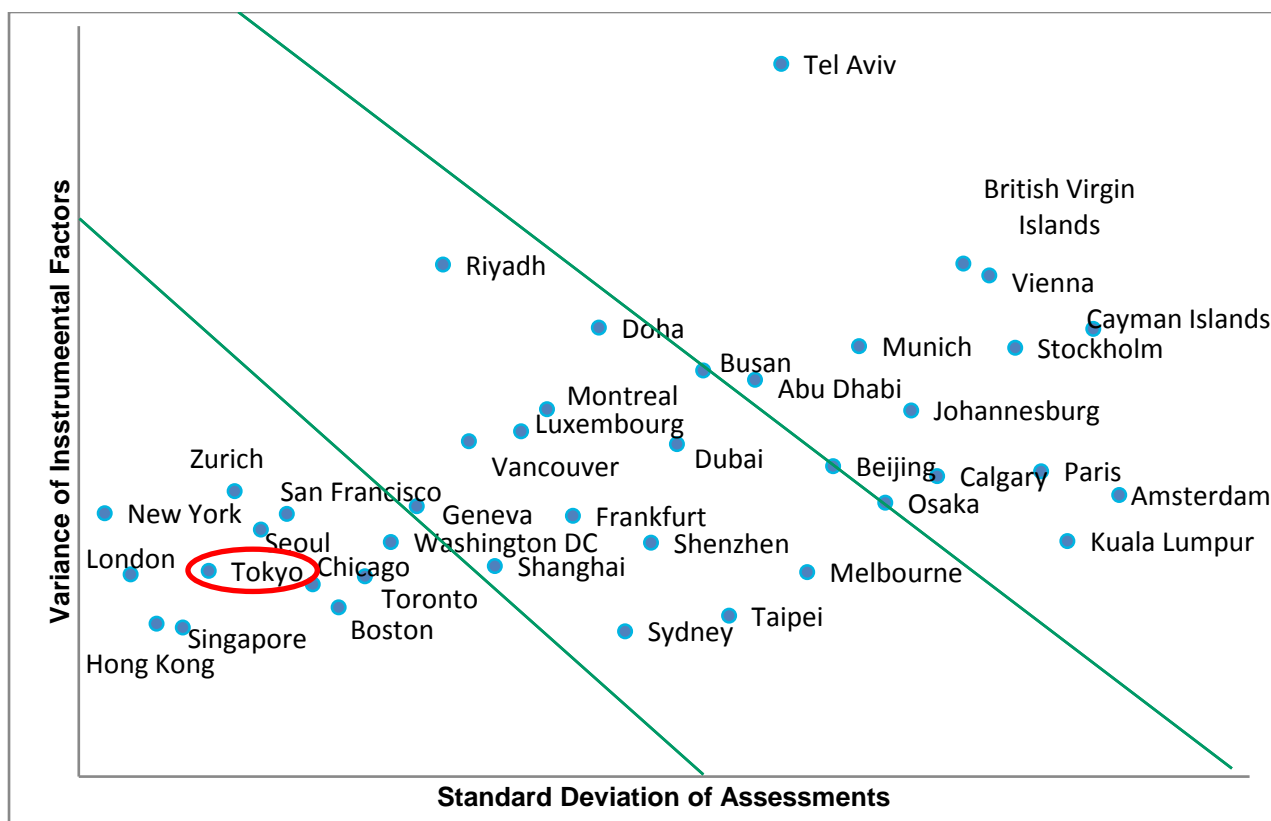 Variance of Insstrumeental Factors
Tel Aviv
British Virgin
Islands
Riyadh
Vienna
Cayman Islands
Doha
Munich
Stockholm
Busan
Abu Dhabi
Montreal
Johannesburg
Luxembourg
Vancouver
Dubai
Zurich
Beijing
Calgary
Paris
San Francisco
Amsterdam
Osaka
New York
Geneva
Frankfurt
Seoul
Washington DC
Shenzhen
Kuala Lumpur
London
Tokyo
Chicago
Shanghai
Melbourne
Toronto
Taipei
Boston
Sydney
Singapore
Hong Kong
Standard Deviation of Assessments